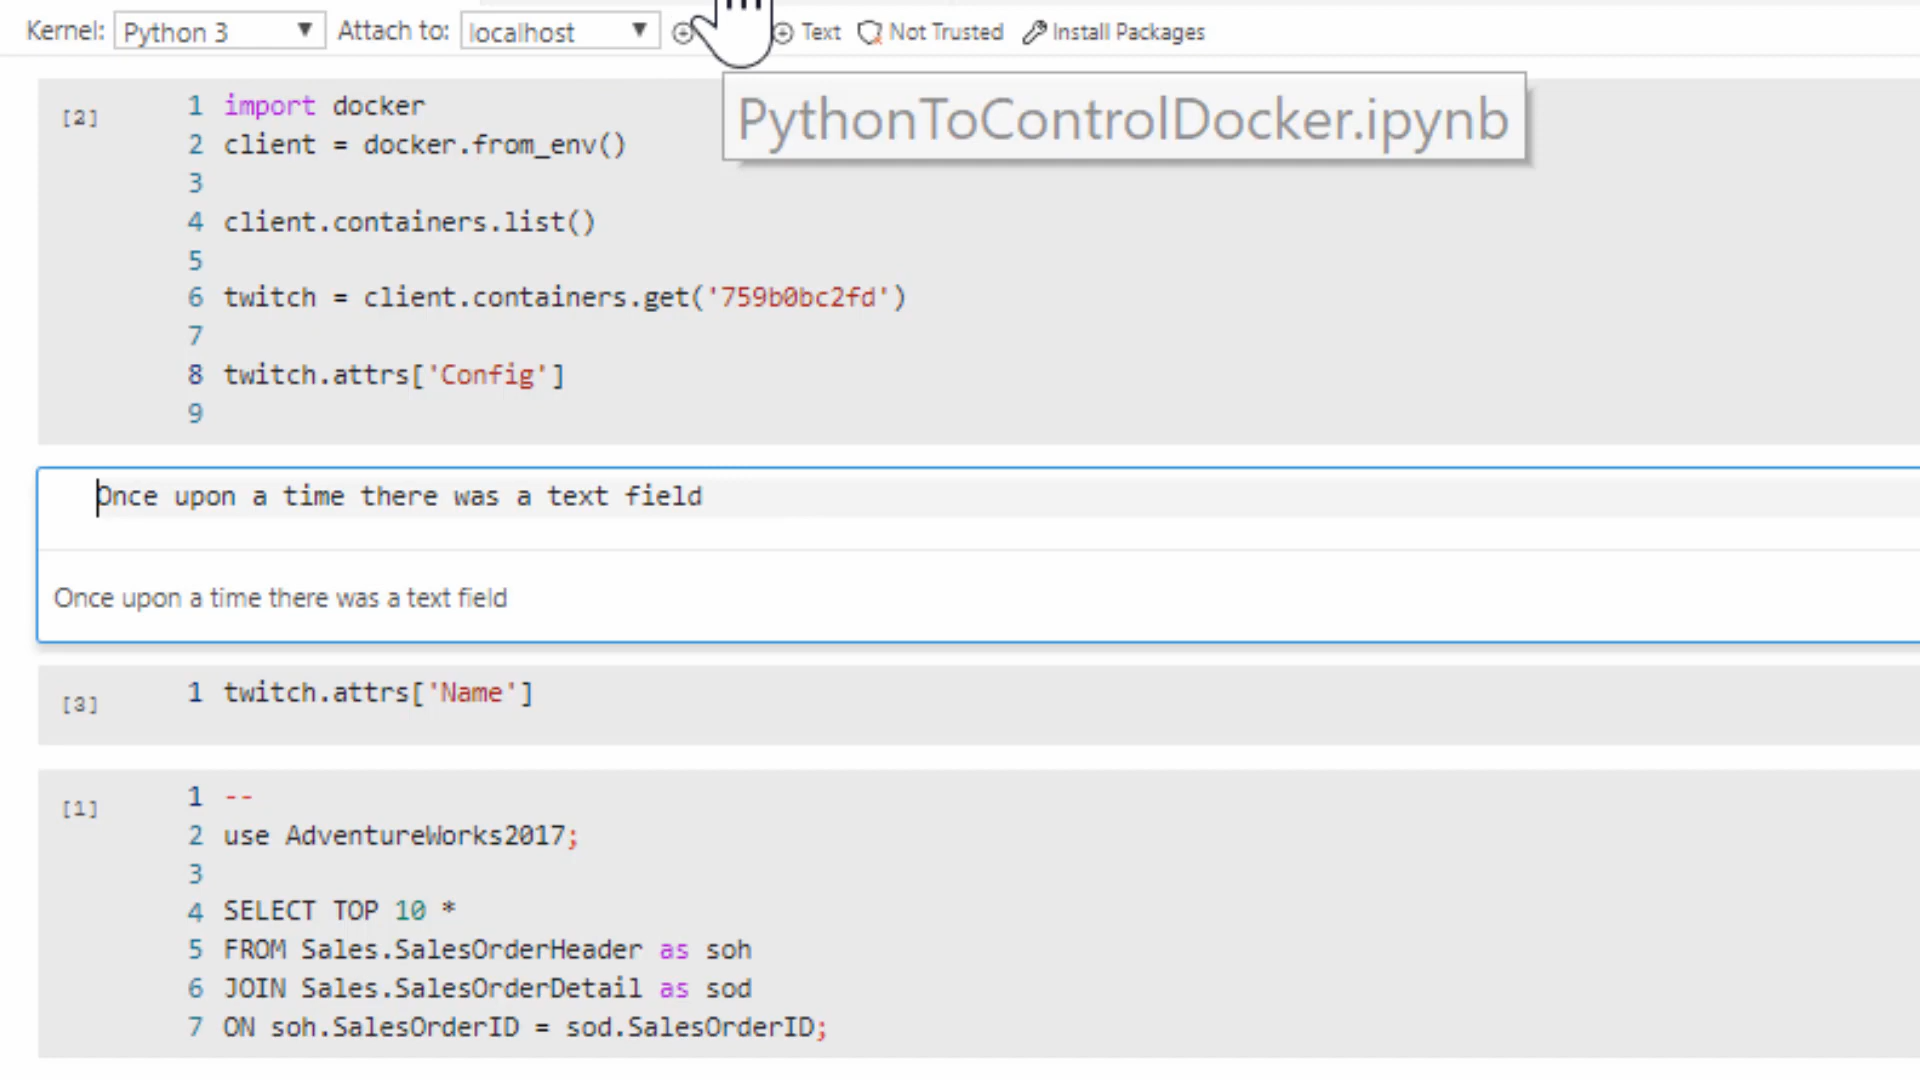 Kernel: Python 3 Attach to: localhost Text Not Trusted Install Packages
PythonToControlDocker.ipynb
[2]
1 import docker
2 client = docker.from_env()
3
4 client.containers.list()
5
6 twitch = client.containers.get('759b0bc2fd')
7
8 twitch.attrs['Config']
9
Once upon a time there was a text field
Once upon a time there was a text field
[3]
1 twitch.attrs['Name']
[1]
1 --
2 use AdventureWorks2017;
3
4 SELECT TOP 10 *
5 FROM Sales.SalesOrderHeader as soh
6 JOIN Sales.SalesOrderDetail as sod
7 ON soh.SalesOrderID = sod.SalesOrderID;